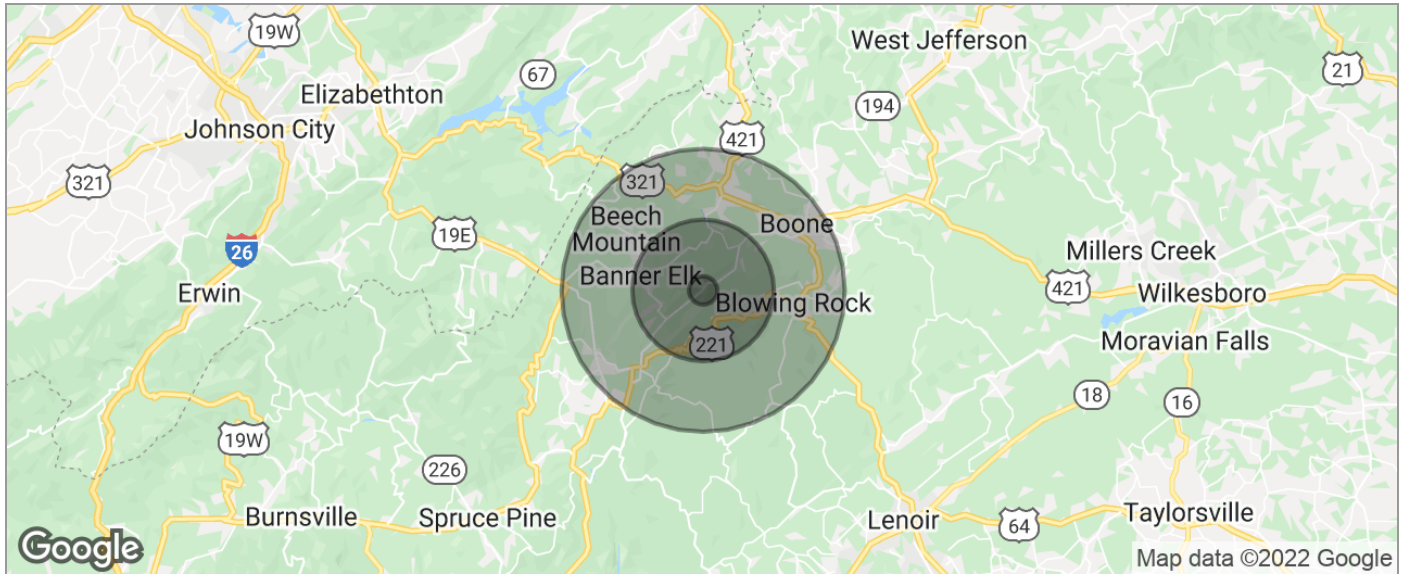 19W
West Jefferson
67
21
Elizabethton
194
Johnson City
421
321
321
Beech
Mountain
Boone
19E
26
Millers Creek
Banner Elk
Erwin
Blowing Rock
421
Wilkesboro
221
Moravian Falls
18
16
19W
226
Burnsville
Spruce Pine
Lenoir
64
Taylorsville
Google
Map data ©2022 Google